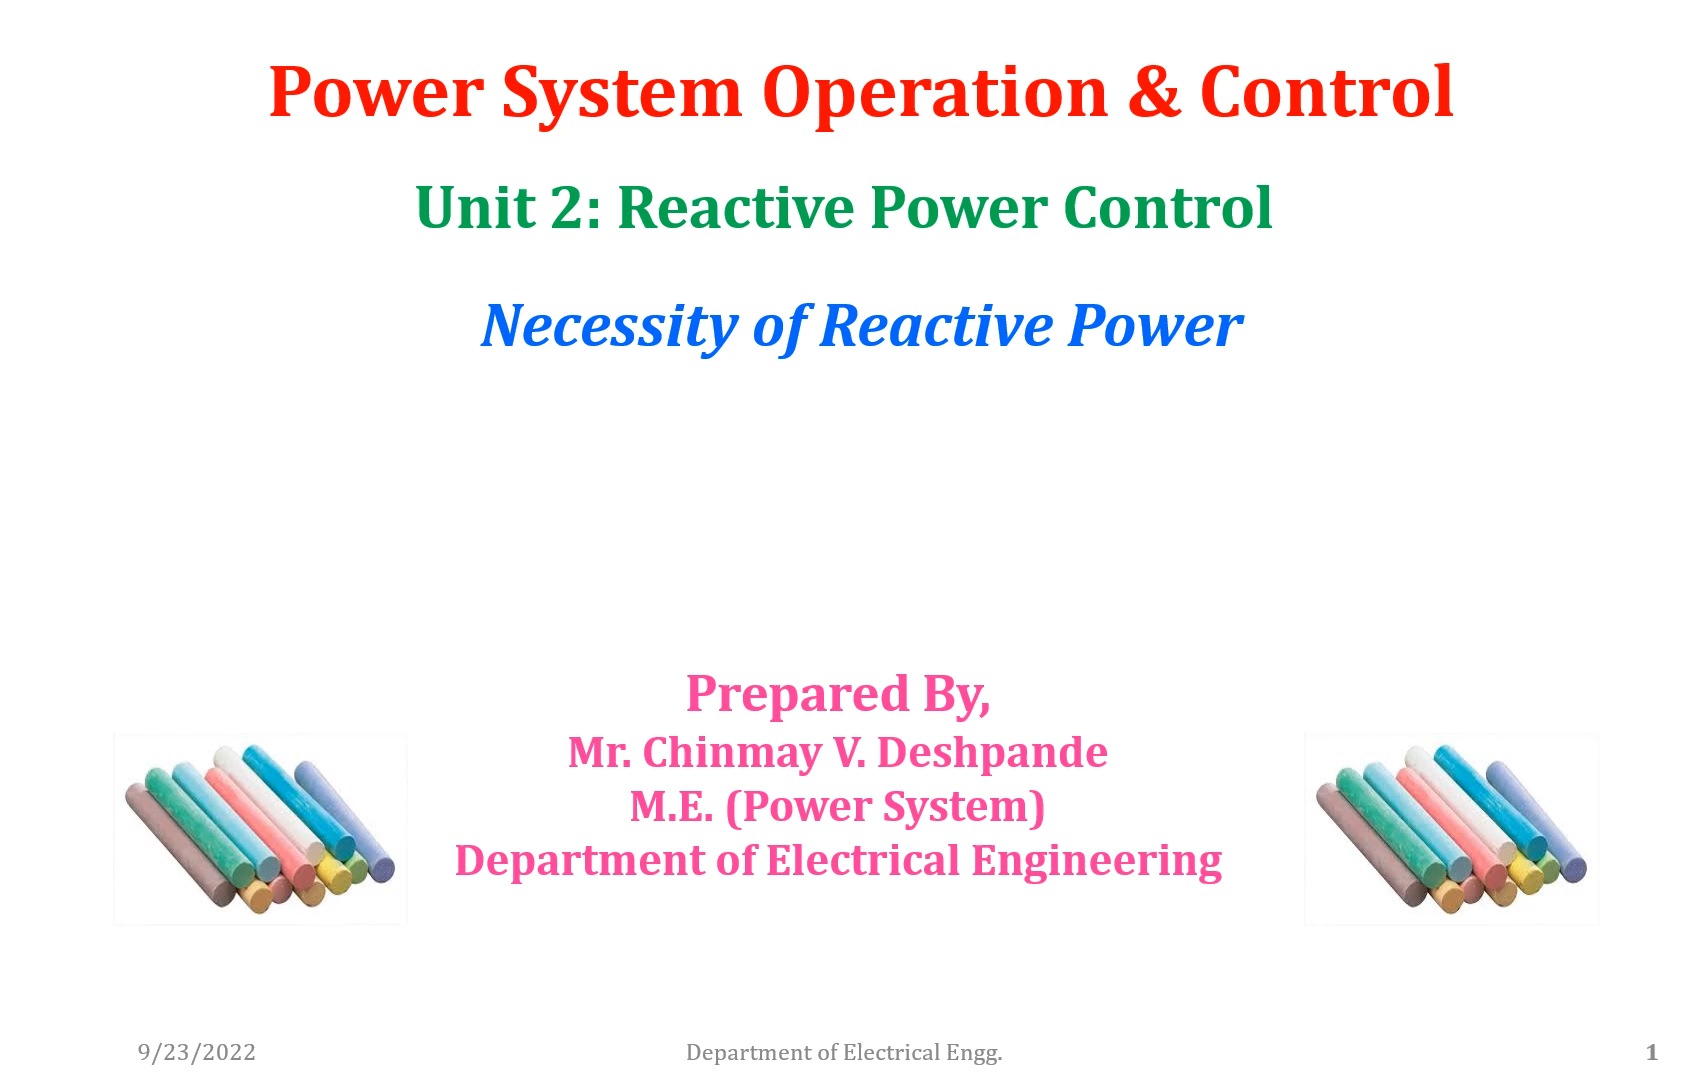 Power System Operation & Control
Unit 2: Reactive Power Control
Necessity of Reactive Power
Prepared By,
Mr. Chinmay V. Deshpande
M.E. (Power System)
Department of Electrical Engineering
9/23/2022
Department of Electrical Engg.
1